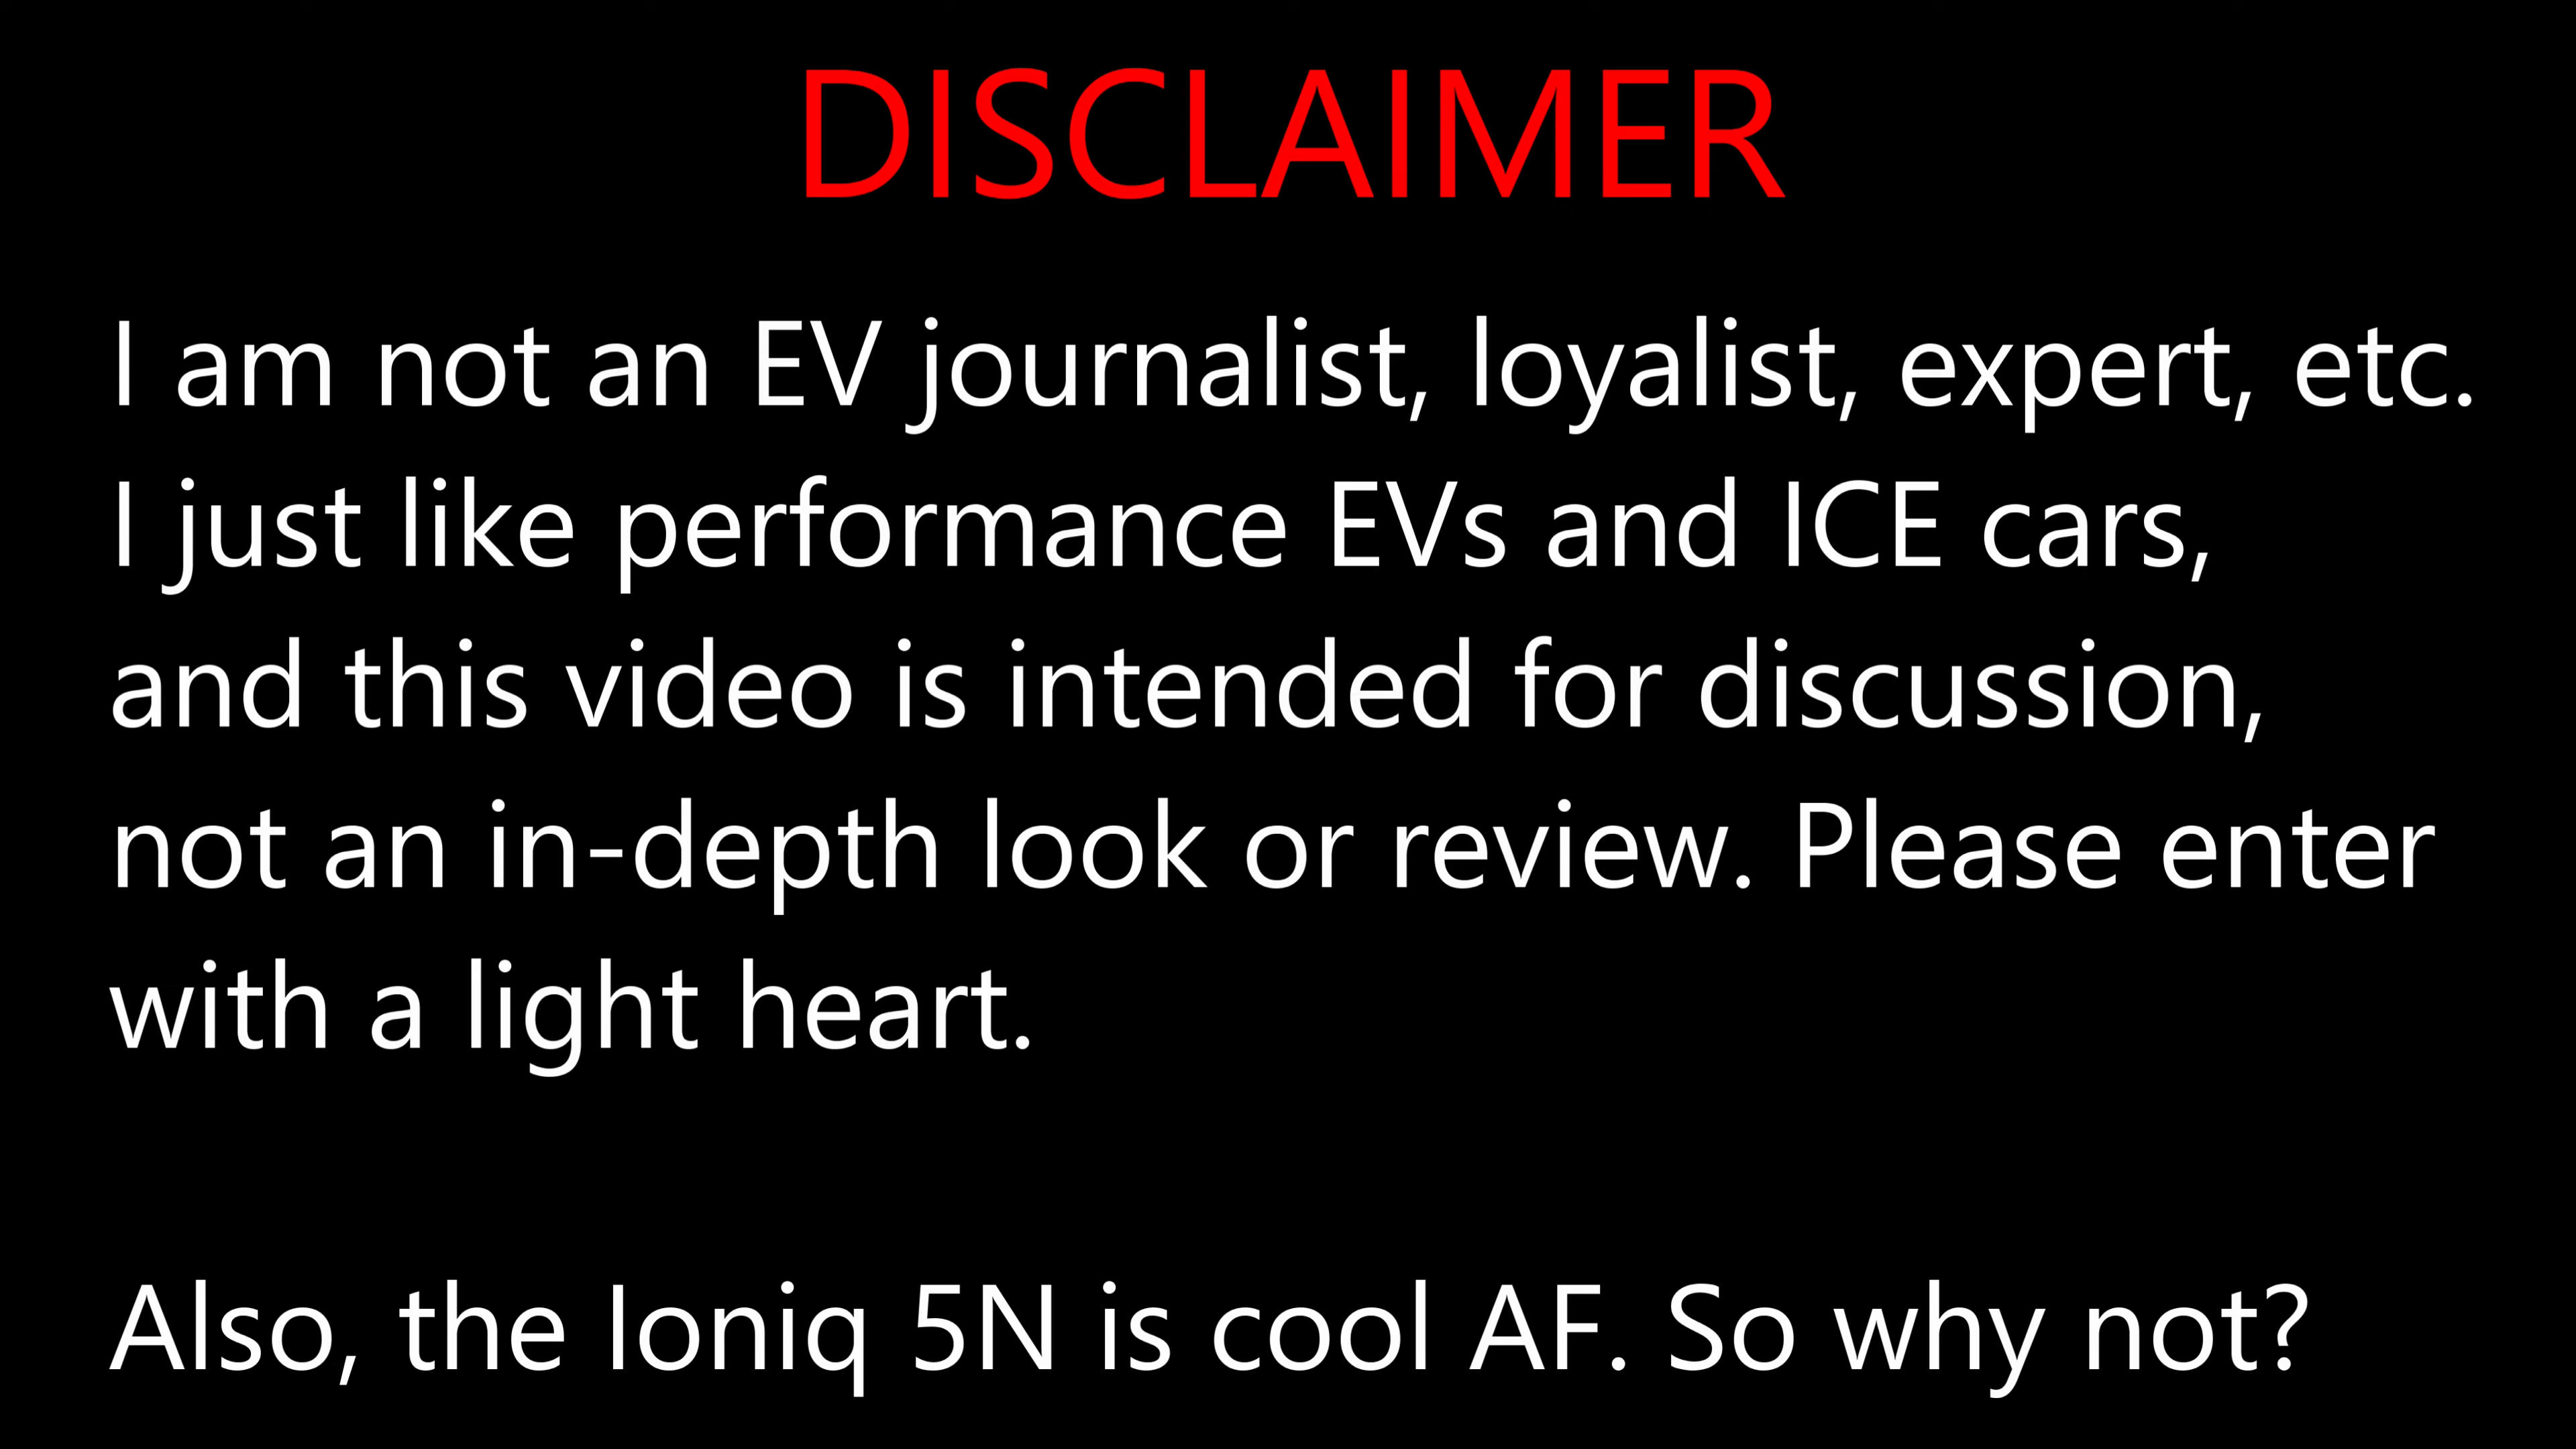 DISCLAIMER
I am not an EV journalist, loyalist, expert, etc.
I just like performance EVs and ICE cars,
and this video is intended for discussion,
not an in-depth look or review. Please enter
with a light heart.
Also, the Ioniq 5N is cool AF. So why not?